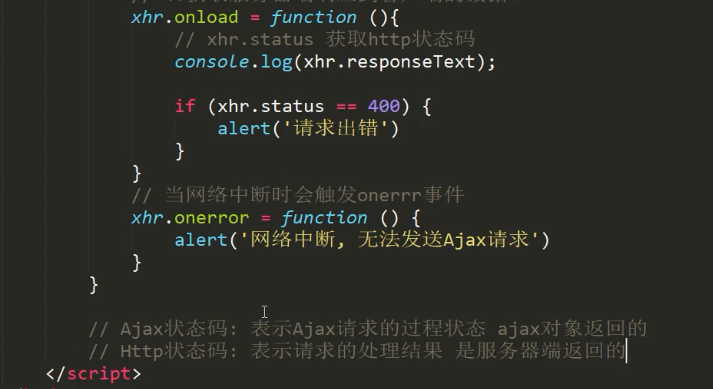 xhr.onload = function (){
// xhr.status 获取http状态码
console.log(xhr.responseText);
if (xhr.status == 400) {
alert('请求出错')
}
}
// 当网络中断时会触发onerrr事件
xhr.onerror = function () {
alert('网络中断, 无法发送Ajax请求')
}
}
// Ajax状态码: 表示Ajax请求的过程状态 ajax对象返回的
// Http状态码: 表示请求的处理结果 是服务器端返回的
</script>